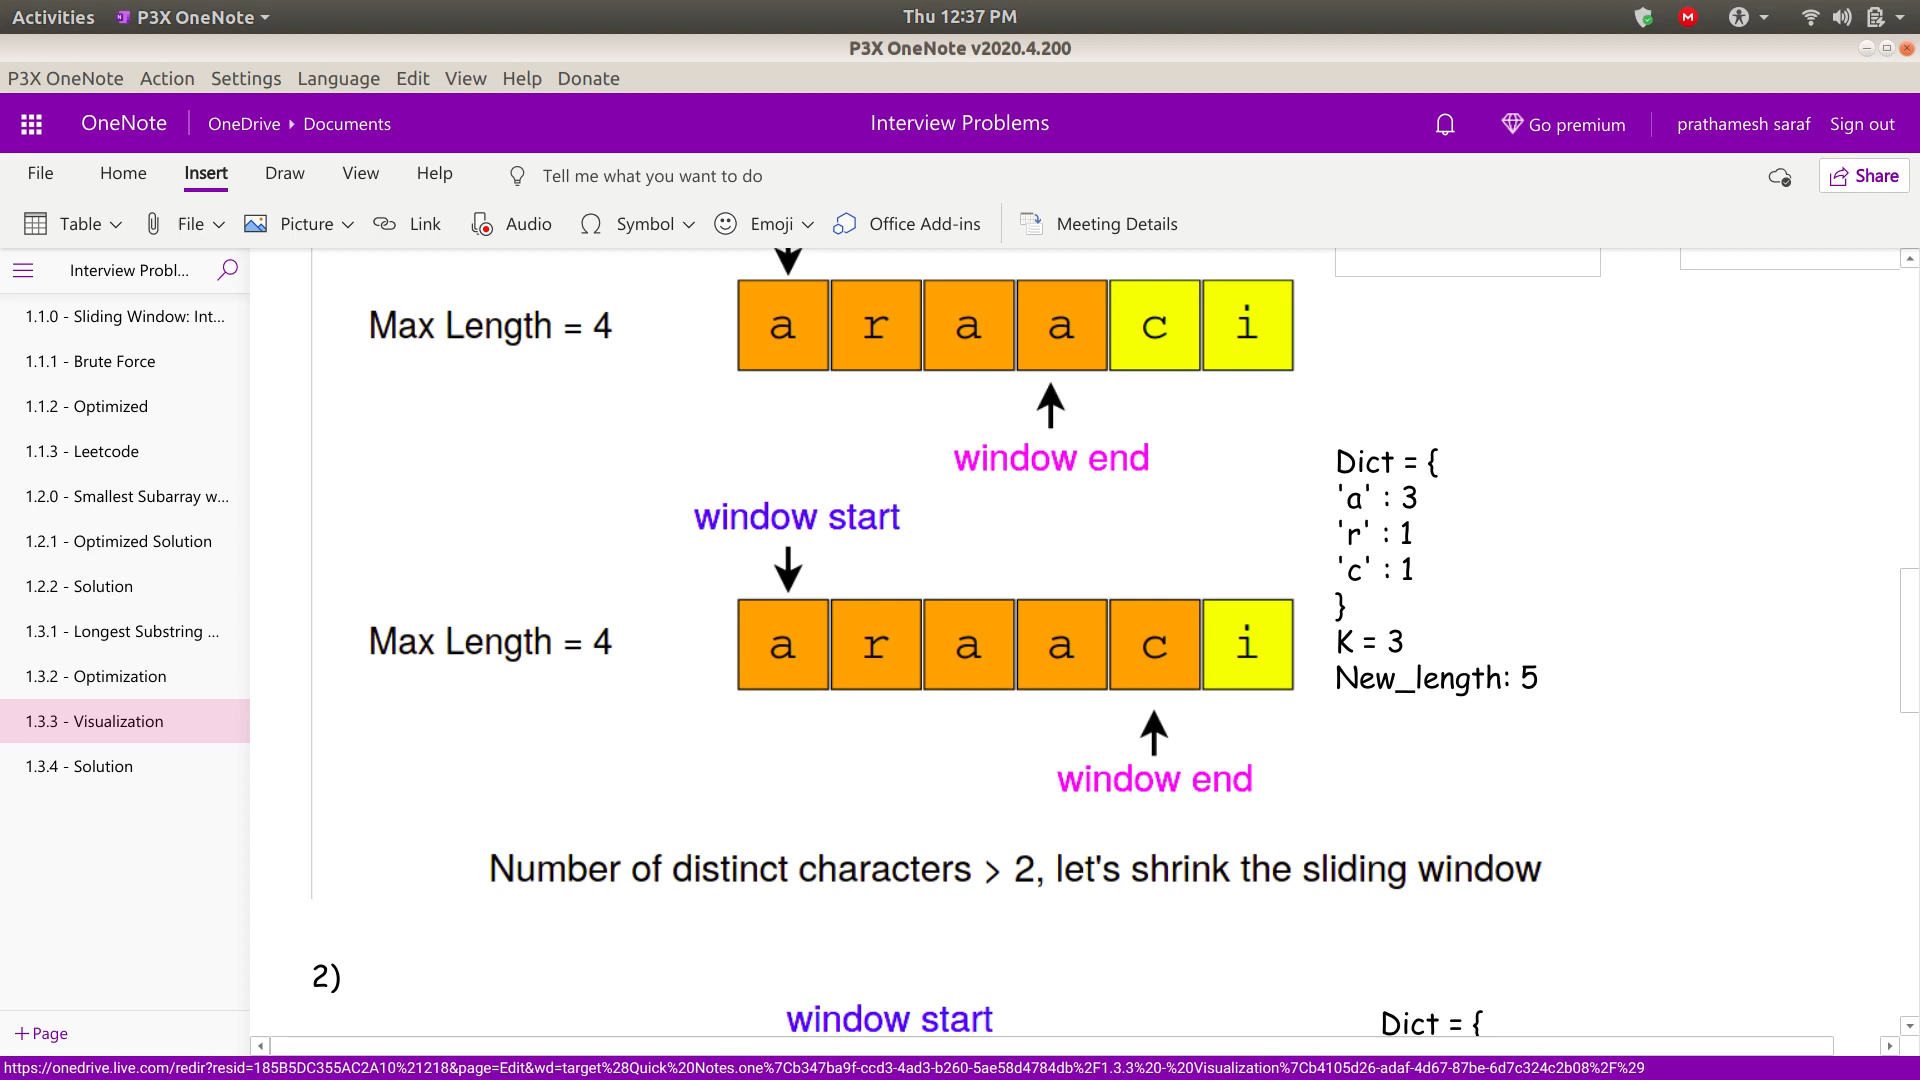 Activities P3X OneNote Thu 12:37 PM
P3X OneNote v2020.4.200
P3X OneNote Action Settings Language Edit View Help Donate
OneNote OneDrive Documents Interview Problems Go premium prathamesh saraf Sign out
File Home Insert Draw View Help Tell me what you want to do Share
Table File Picture Link Audio Symbol Emoji Office Add-ins Meeting Details
Interview Probl...
1.1.0 - Sliding Window: Int...
1.1.1 - Brute Force
1.1.2 - Optimized
1.1.3 - Leetcode
1.2.0 - Smallest Subarray w...
1.2.1 - Optimized Solution
1.2.2 - Solution
1.3.1 - Longest Substring ...
1.3.2 - Optimization
1.3.3 - Visualization
1.3.4 - Solution
+ Page
Max Length = 4
a r a a c i
window end
window start
Max Length = 4
a r a a c i
window end
Dict = {
'a' : 3
'r' : 1
'c' : 1
}
K = 3
New_length: 5
Number of distinct characters > 2, let's shrink the sliding window
2)
window start
Dict = {
https://onedrive.live.com/redir?resid=185B5DC355AC2A10%21218&page=Edit&wd=target%28Quick%20Notes.one%7Cb347ba9f-ccd3-4ad3-b260-5ae58d4784db%2F1.3.3%20-%20Visualization%7Cb4105d26-adaf-4d67-87be-6d7c324c2b08%2F%29